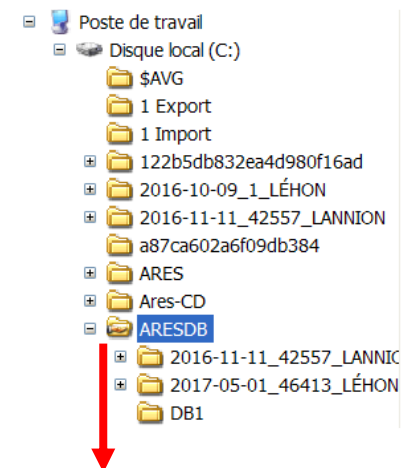 Poste de travail
Disque local (C:)
$AVG
1 Export
1 Import
122b5db832ea4d980f16ad
2016-10-09_1_LÉHON
2016-11-11_42557_LANNION
a87ca602a6f09db384
ARES
Ares-CD
ARESDB
2016-11-11_42557_LANNIC
2017-05-01_46413_LÉHON
DB1